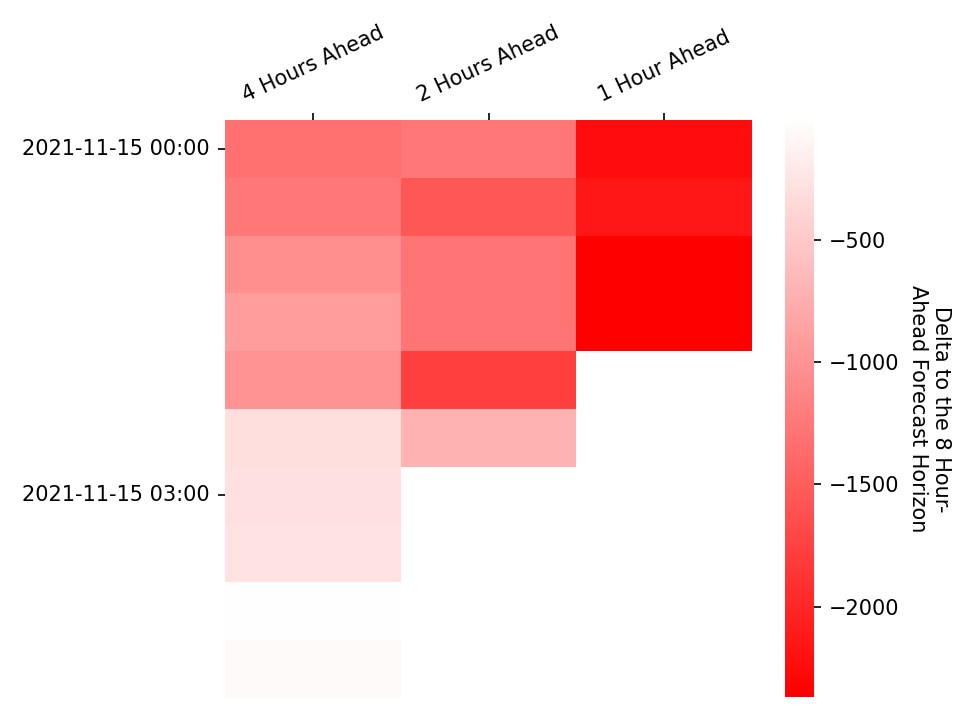 4 Hours Ahead
2 Hours Ahead
1 Hour Ahead
2021-11-15 00:00
2021-11-15 03:00
−500
−1000
−1500
−2000
Delta to the 8 Hour-
Ahead Forecast Horizon